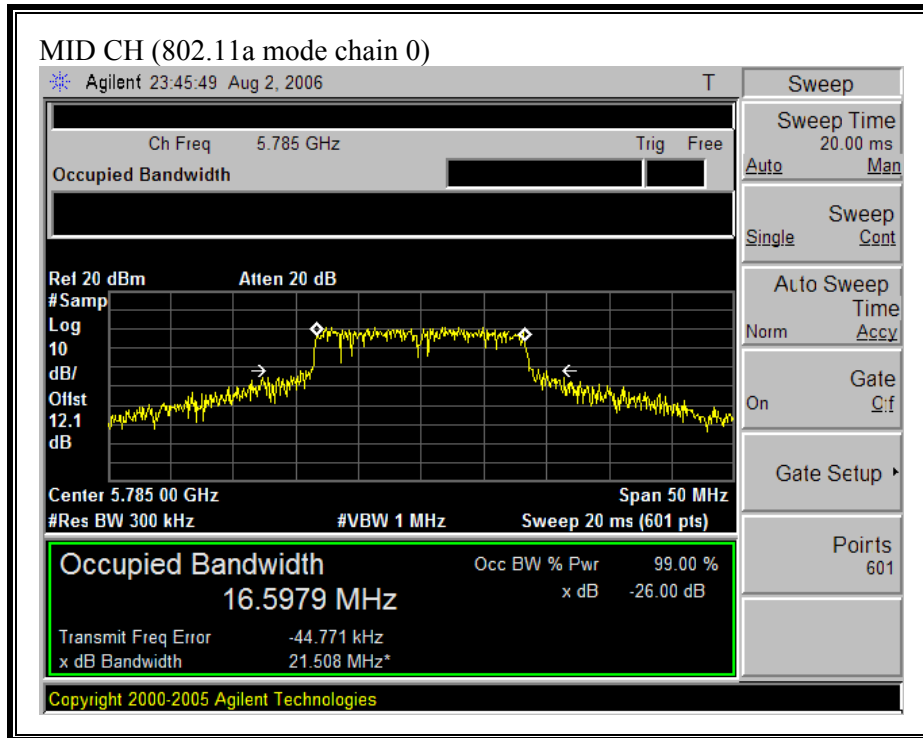 MID CH (802.11a mode chain 0)
Agilent 23:45:49 Aug 2, 2006 T
Sweep
Ch Freq 5.785 GHz Trig Free
Occupied Bandwidth
Sweep Time
20.00 ms
Auto Man
Sweep
Single Cont
Auto Sweep
Time
Norm Accy
Gate
On Off
Gate Setup
Points
601
Ref 20 dBm Atten 20 dB
#Samp
Log
10
dB/
Offst
12.1
dB
Center 5.785 00 GHz Span 50 MHz
#Res BW 300 kHz #VBW 1 MHz Sweep 20 ms (601 pts)
Occupied Bandwidth Occ BW % Pwr 99.00 %
16.5979 MHz x dB -26.00 dB
Transmit Freq Error -44.771 kHz
x dB Bandwidth 21.508 MHz*
Copyright 2000-2005 Agilent Technologies